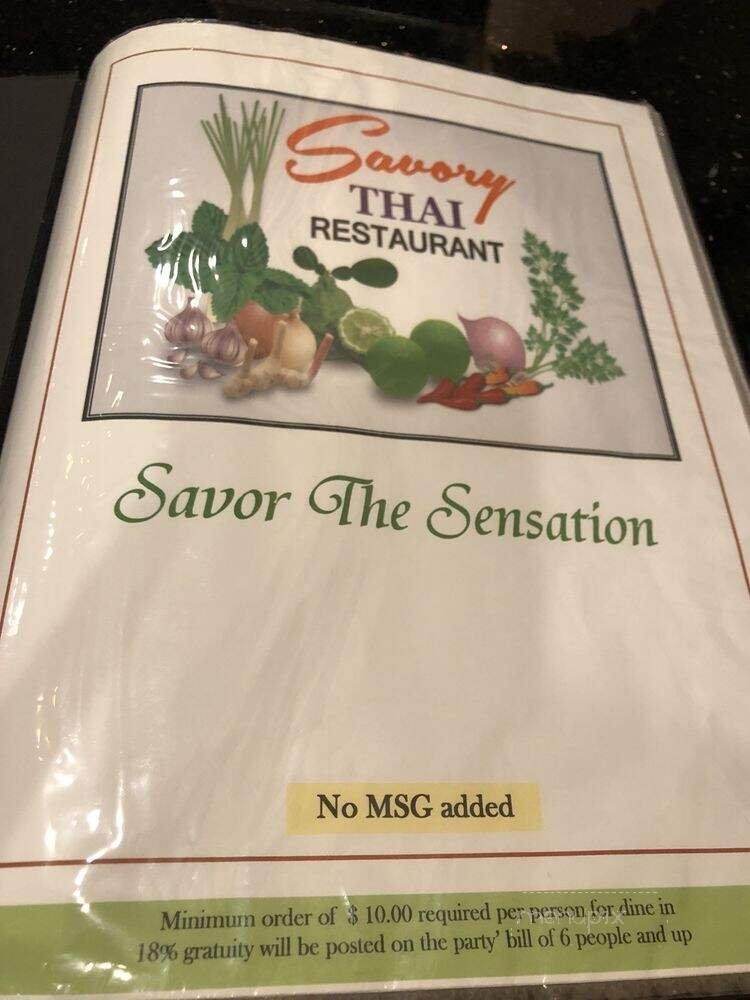 Savory
THAI
RESTAURANT
Savor The Sensation
No MSG added
menupix
Minimum order of $ 10.00 required per person for dine in
18% gratuity will be posted on the party' bill of 6 people and up